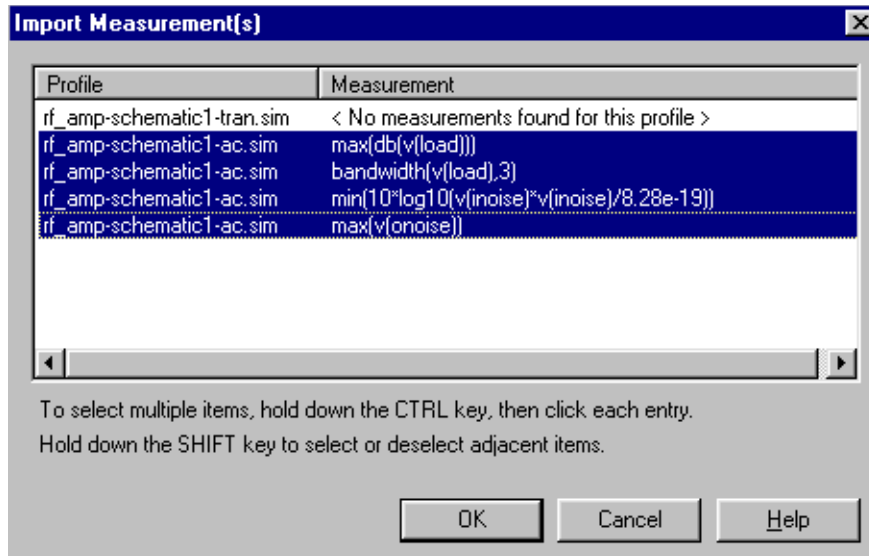 Import Measurement(s)
Profile Measurement
rf_amp-schematic1-tran.sim < No measurements found for this profile >
rf_amp-schematic1-ac.sim max(db(v(load)))
rf_amp-schematic1-ac.sim bandwidth(v(load),3)
rf_amp-schematic1-ac.sim min(10*log10(v(inoise)*v(inoise)/8.28e-19))
rf_amp-schematic1-ac.sim max(v(onoise))
To select multiple items, hold down the CTRL key, then click each entry.
Hold down the SHIFT key to select or deselect adjacent items.
OK Cancel Help